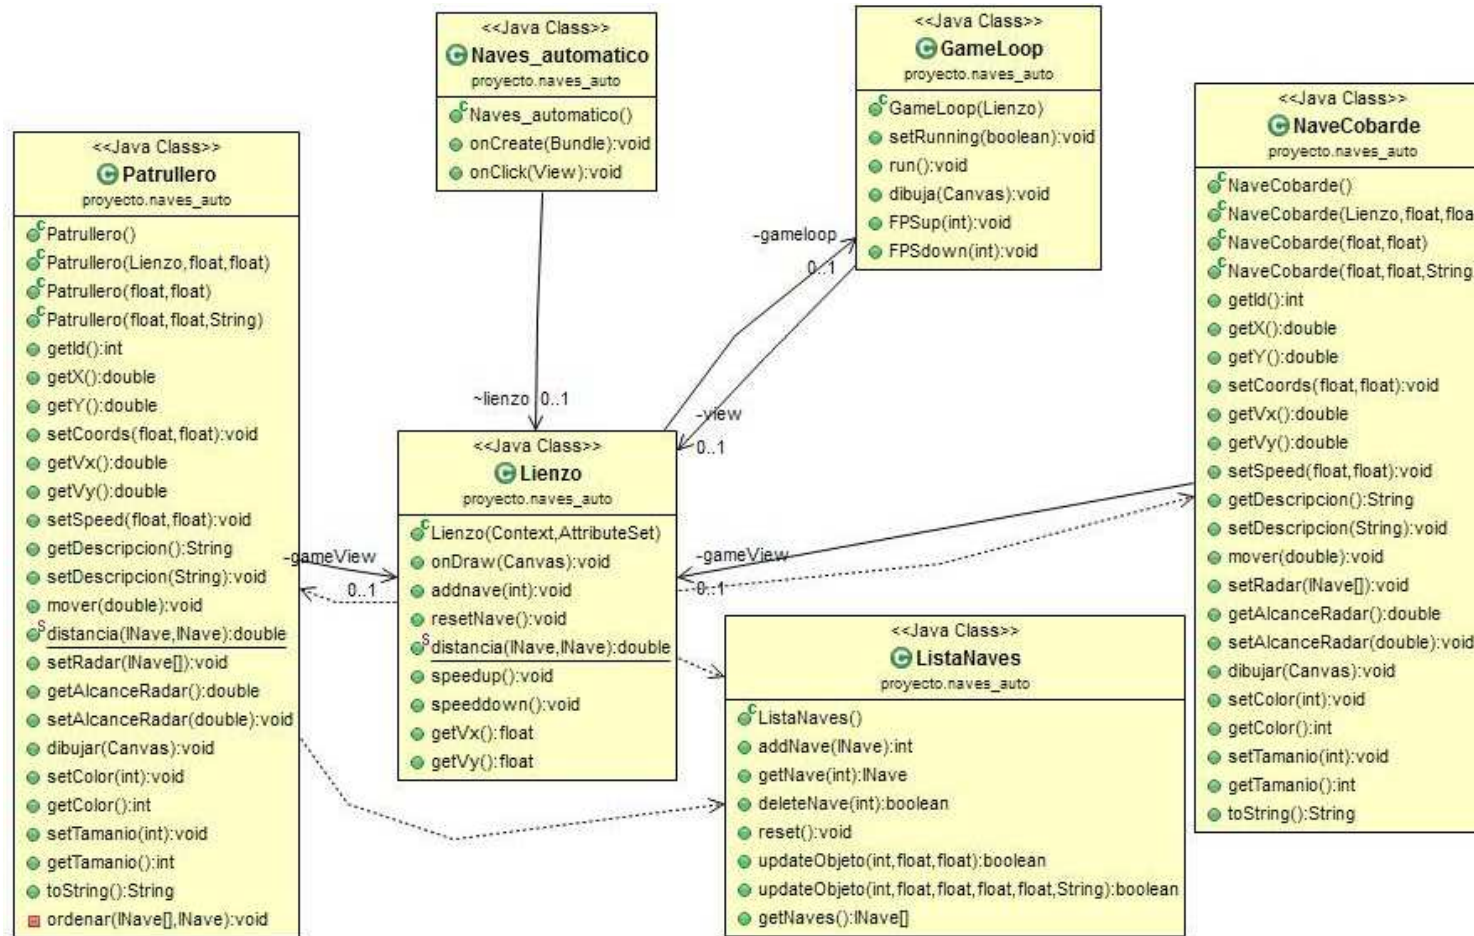 <<Java Class>>
Patrullero
proyecto.naves_auto
Patrullero()
Patrullero(Lienzo,float,float)
Patrullero(float,float)
Patrullero(float,float,String)
getId():int
getX():double
getY():double
setCoords(float,float):void
getVx():double
getVy():double
setSpeed(float,float):void
getDescripcion():String
setDescripcion(String):void
mover(double):void
distancia(INave,INave):double
setRadar(INave[]):void
getAlcanceRadar():double
setAlcanceRadar(double):void
dibujar(Canvas):void
setColor(int):void
getColor():int
setTamanio(int):void
getTamanio():int
toString():String
ordenar(INave[],INave):void
<<Java Class>>
Naves_automatico
proyecto.naves_auto
Naves_automatico()
onCreate(Bundle):void
onClick(View):void
~lienzo 0..1
<<Java Class>>
GameLoop
proyecto.naves_auto
GameLoop(Lienzo)
setRunning(boolean):void
run():void
dibuja(Canvas):void
FPSup(int):void
FPSdown(int):void
-gameloop
0..1
-view
0..1
-gameView
0..1
<<Java Class>>
Lienzo
proyecto.naves_auto
Lienzo(Context,AttributeSet)
onDraw(Canvas):void
addnave(int):void
resetNave():void
distancia(INave,INave):double
speedup():void
speeddown():void
getVx():float
getVy():float
-gameView
0..1
<<Java Class>>
ListaNaves
proyecto.naves_auto
ListaNaves()
addNave(INave):int
getNave(int):INave
deleteNave(int):boolean
reset():void
updateObjeto(int,float,float):boolean
updateObjeto(int,float,float,float,float,String):boolean
getNaves():INave[]
<<Java Class>>
NaveCobarde
proyecto.naves_auto
NaveCobarde()
NaveCobarde(Lienzo,float,floa
NaveCobarde(float,float)
NaveCobarde(float,float,String
getId():int
getX():double
getY():double
setCoords(float,float):void
getVx():double
getVy():double
setSpeed(float,float):void
getDescripcion():String
setDescripcion(String):void
mover(double):void
setRadar(INave[]):void
getAlcanceRadar():double
setAlcanceRadar(double):void
dibujar(Canvas):void
setColor(int):void
getColor():int
setTamanio(int):void
getTamanio():int
toString():String